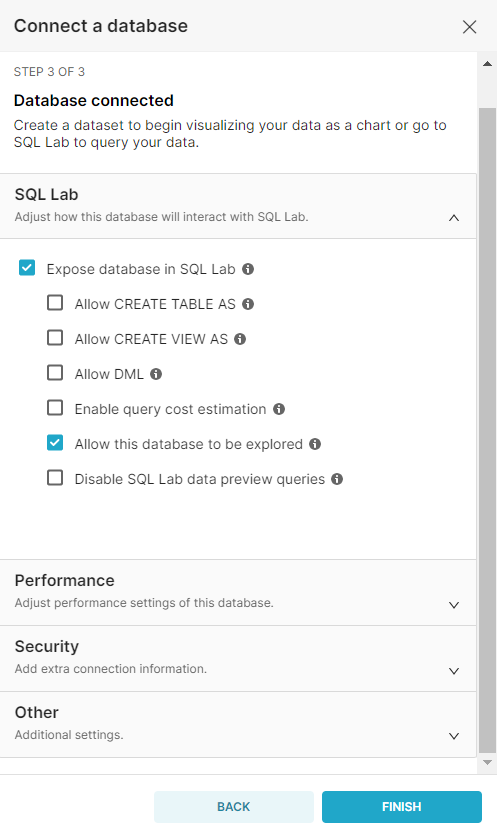 Connect a database
STEP 3 OF 3
Database connected
Create a dataset to begin visualizing your data as a chart or go to
SQL Lab to query your data.
SQL Lab
Adjust how this database will interact with SQL Lab.
Expose database in SQL Lab
Allow CREATE TABLE AS
Allow CREATE VIEW AS
Allow DML
Enable query cost estimation
Allow this database to be explored
Disable SQL Lab data preview queries
Performance
Adjust performance settings of this database.
Security
Add extra connection information.
Other
Additional settings.
BACK
FINISH